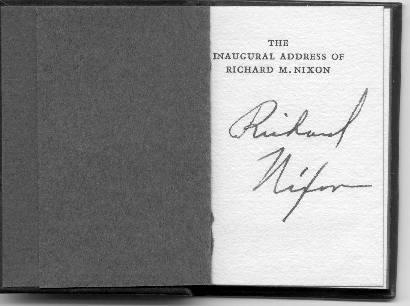 THE
INAUGURAL ADDRESS OF
RICHARD M. NIXON
Richard
Nixon